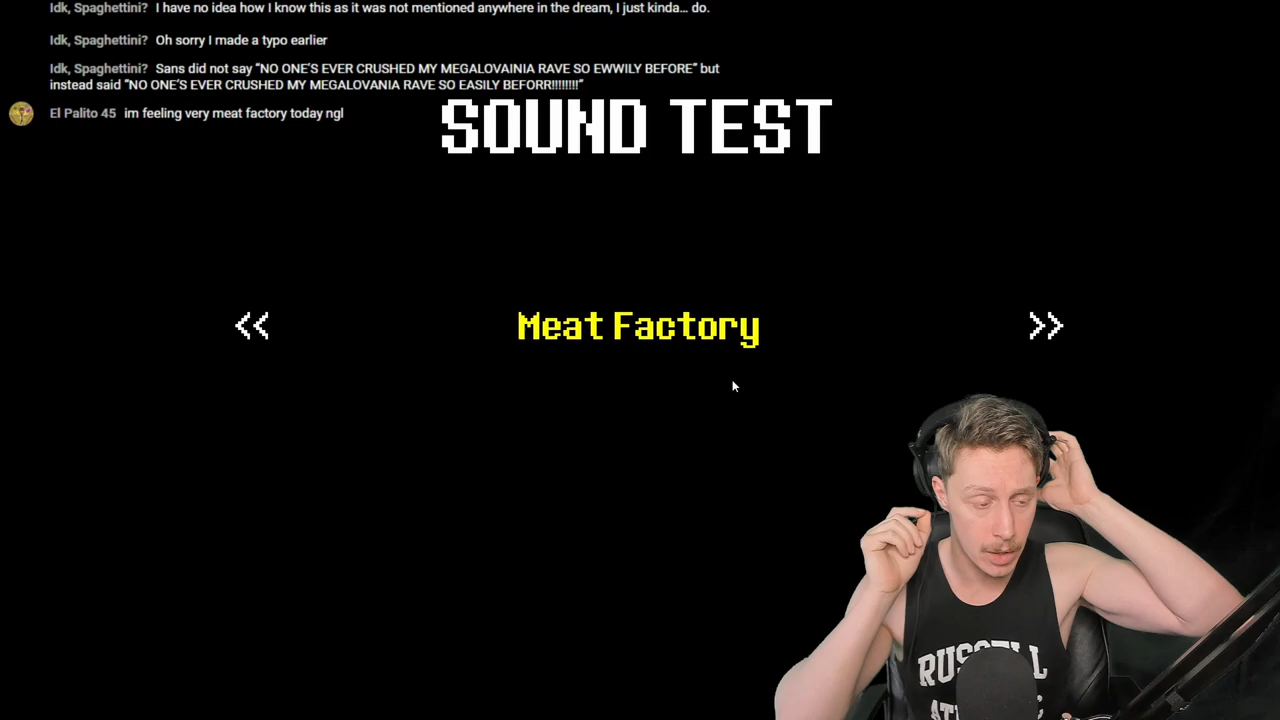 Idk, Spaghettini? I have no idea how I know this as it was not mentioned anywhere in the dream, I just kinda… do.
Idk, Spaghettini? Oh sorry I made a typo earlier
Idk, Spaghettini? Sans did not say “NO ONE’S EVER CRUSHED MY MEGALOVAINIA RAVE SO EWWILY BEFORE” but
instead said “NO ONE’S EVER CRUSHED MY MEGALOVANIA RAVE SO EASILY BEFORR!!!!!!!!”
El Palito 45 im feeling very meat factory today ngl
SOUND TEST
<< Meat Factory >>